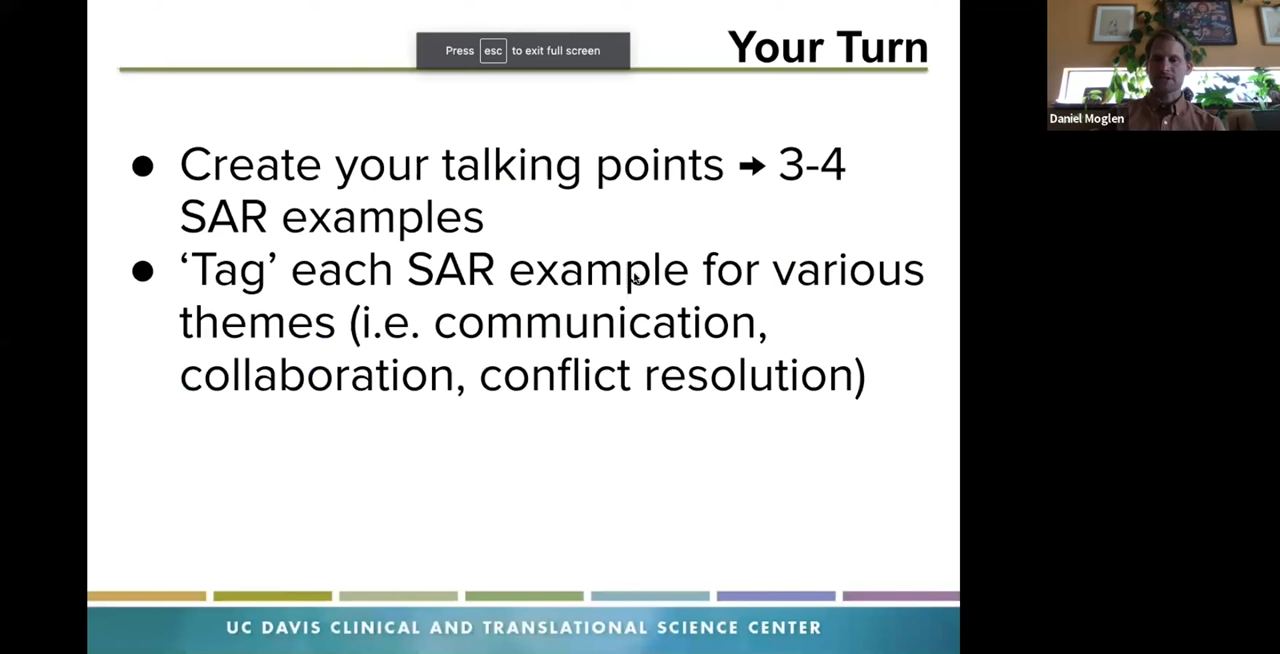 Press esc to exit full screen
Your Turn
Daniel Moglen
● Create your talking points → 3-4
SAR examples
● ‘Tag’ each SAR example for various
themes (i.e. communication,
collaboration, conflict resolution)
UC DAVIS CLINICAL AND TRANSLATIONAL SCIENCE CENTER